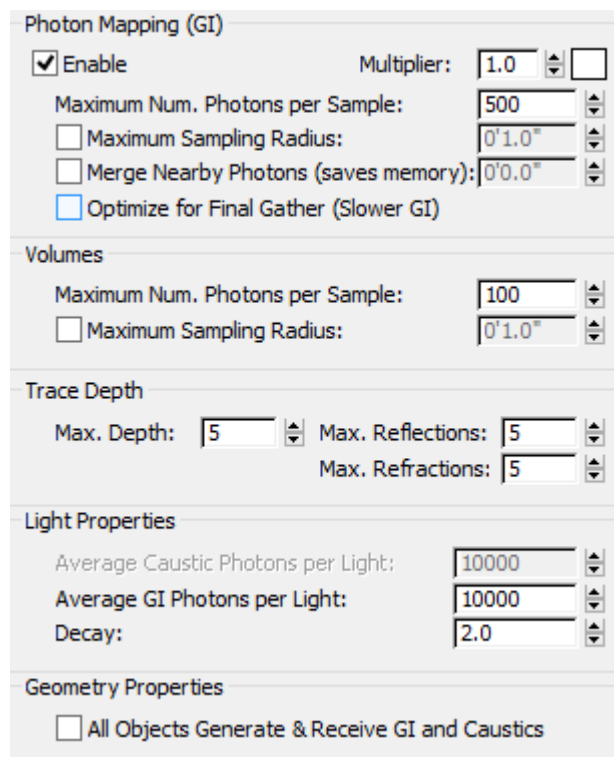 Photon Mapping (GI)
Enable Multiplier: 1.0
Maximum Num. Photons per Sample: 500
Maximum Sampling Radius: 0'1.0"
Merge Nearby Photons (saves memory): 0'0.0"
Optimize for Final Gather (Slower GI)
Volumes
Maximum Num. Photons per Sample: 100
Maximum Sampling Radius: 0'1.0"
Trace Depth
Max. Depth: 5 Max. Reflections: 5
Max. Refractions: 5
Light Properties
Average Caustic Photons per Light: 10000
Average GI Photons per Light: 10000
Decay: 2.0
Geometry Properties
All Objects Generate & Receive GI and Caustics